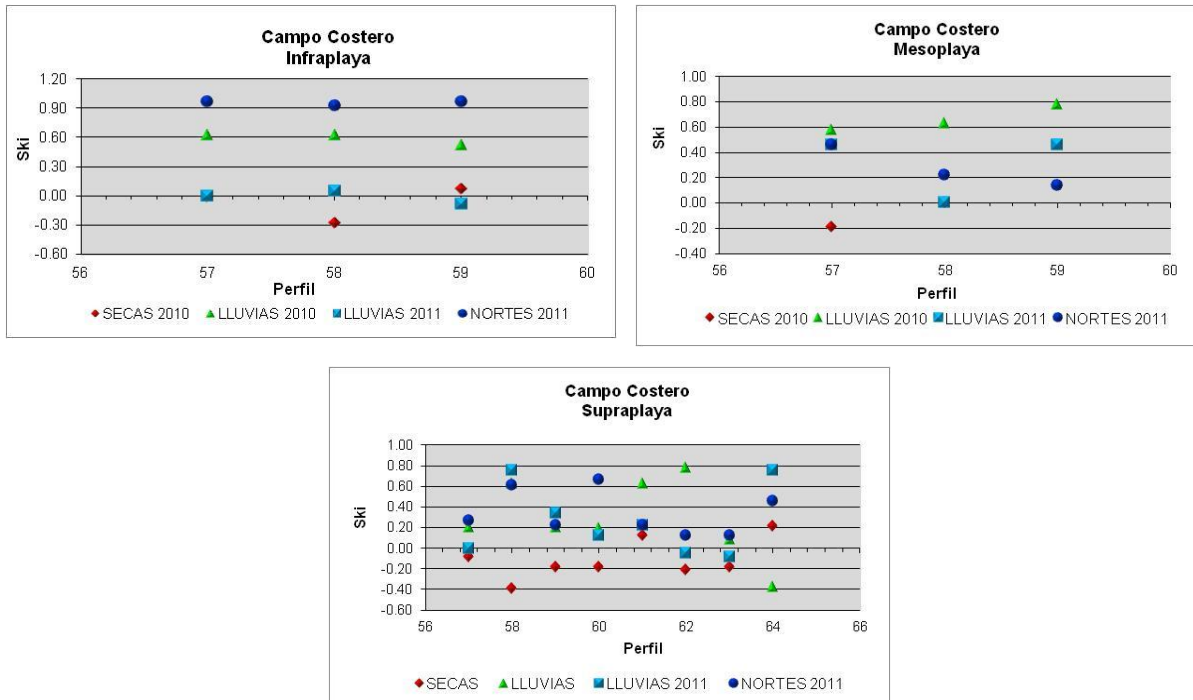 Campo Costero
Infraplaya
Ski
1.20
0.90
0.60
0.30
0.00
-0.30
-0.60
56 57 58 59 60
Perfil
SECAS 2010 LLUVIAS 2010 LLUVIAS 2011 NORTES 2011
Campo Costero
Mesoplaya
Ski
1.00
0.80
0.60
0.40
0.20
0.00
-0.20
-0.40
56 57 58 59 60
Perfil
SECAS 2010 LLUVIAS 2010 LLUVIAS 2011 NORTES 2011
Campo Costero
Supraplaya
Ski
1.00
0.80
0.60
0.40
0.20
0.00
-0.20
-0.40
-0.60
56 58 60 62 64 66
Perfil
SECAS LLUVIAS LLUVIAS 2011 NORTES 2011